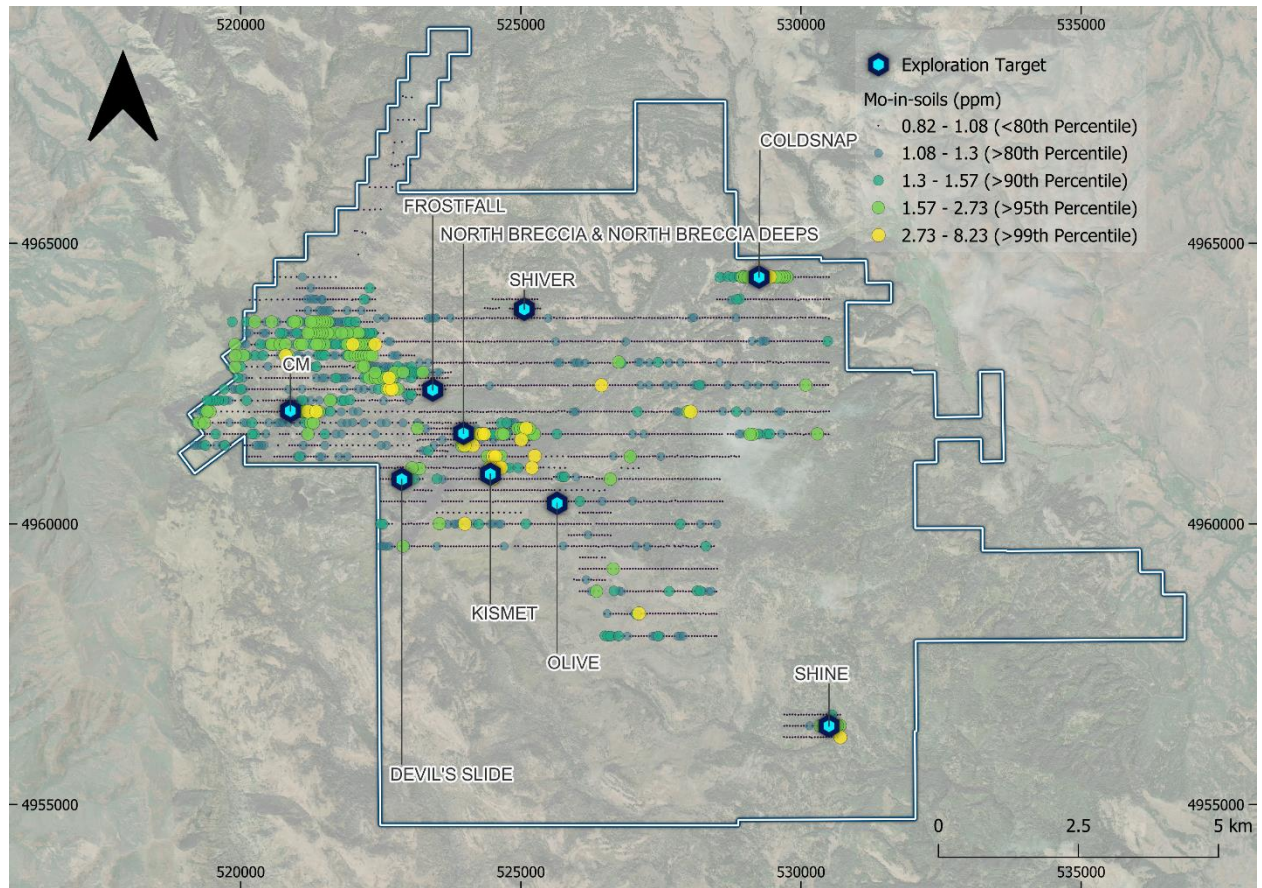 520000
525000
530000
535000
Exploration Target
Mo-in-soils (ppm)
0.82 - 1.08 (<80th Percentile)
1.08 - 1.3 (>80th Percentile)
1.3 - 1.57 (>90th Percentile)
1.57 - 2.73 (>95th Percentile)
2.73 - 8.23 (>99th Percentile)
COLDSNAP
FROSTFALL
NORTH BRECCIA & NORTH BRECCIA DEEPS
4965000
4965000
SHIVER
CM
4960000
4960000
KISMET
OLIVE
SHINE
DEVIL'S SLIDE
4955000
4955000
0
2.5
5 km
520000
525000
530000
535000